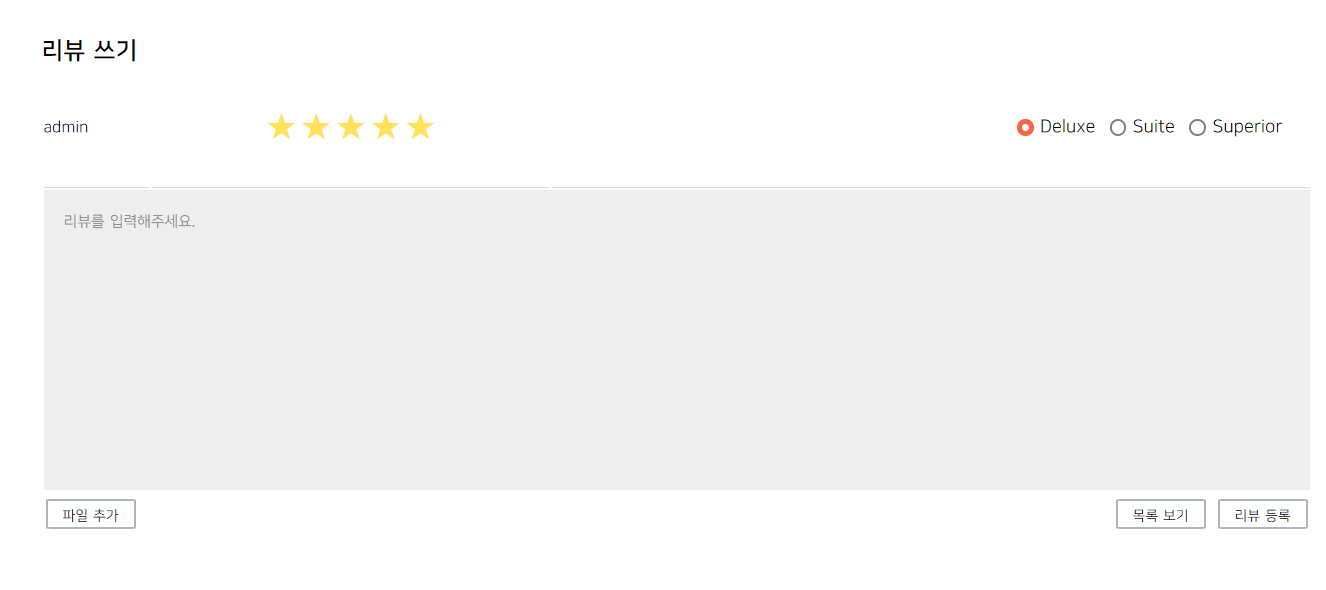 리뷰 쓰기
admin ★★★★★ Deluxe Suite Superior
리뷰를 입력해주세요.
파일 추가 목록 보기 리뷰 등록